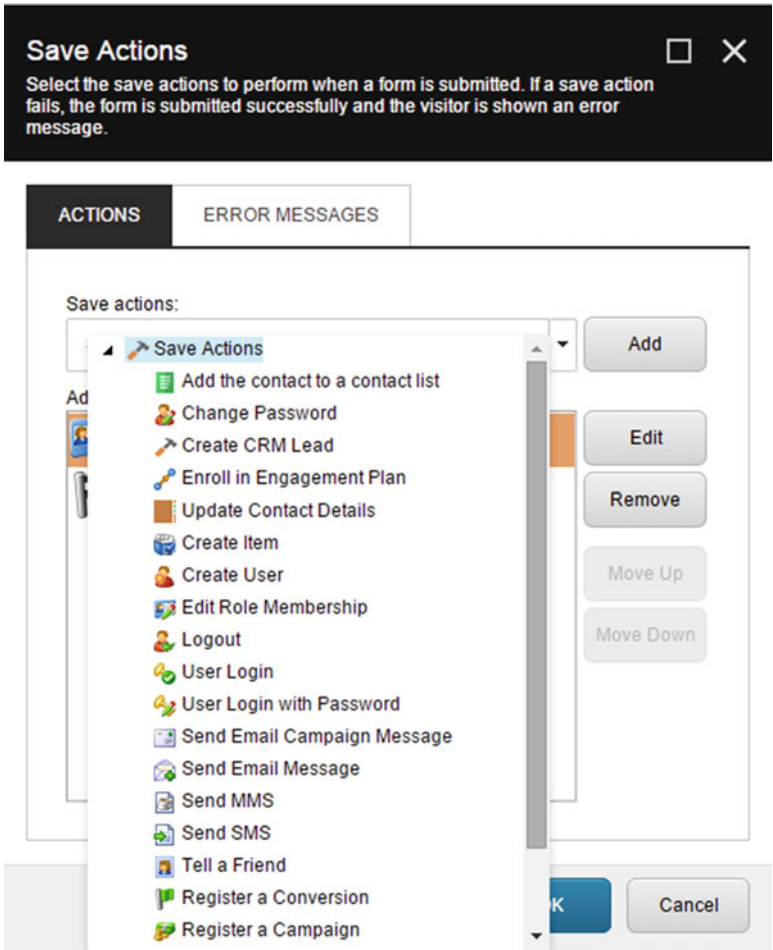 Save Actions
Select the save actions to perform when a form is submitted. If a save action
fails, the form is submitted successfully and the visitor is shown an error
message.
ACTIONS
ERROR MESSAGES
Save actions:
Add
Save Actions
Add the contact to a contact list
Ad
Change Password
Edit
Create CRM Lead
Enroll in Engagement Plan
Remove
Update Contact Details
Create Item
Create User
Move Up
Edit Role Membership
Move Down
Logout
User Login
User Login with Password
Send Email Campaign Message
Send Email Message
Send MMS
Send SMS
Tell a Friend
Register a Conversion
K
Cancel
Register a Campaign